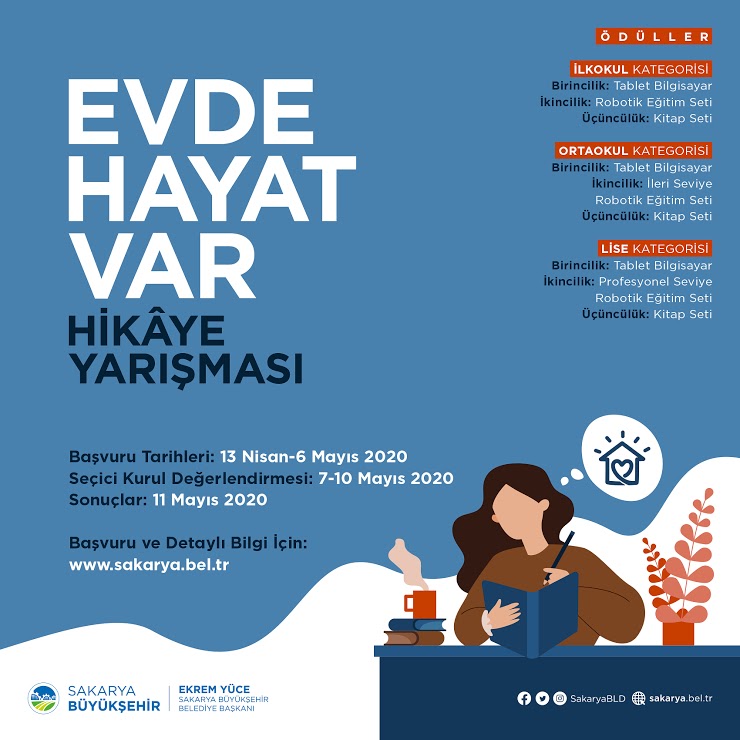 EVDE
HAYAT
VAR
HİKÂYE
YARIŞMASI
ÖDÜLLER
İLKOKUL KATEGORİSİ
Birincilik: Tablet Bilgisayar
İkincilik: Robotik Eğitim Seti
Üçüncülük: Kitap Seti
ORTAOKUL KATEGORİSİ
Birincilik: Tablet Bilgisayar
İkincilik: İleri Seviye
Robotik Eğitim Seti
Üçüncülük: Kitap Seti
LİSE KATEGORİSİ
Birincilik: Tablet Bilgisayar
İkincilik: Profesyonel Seviye
Robotik Eğitim Seti
Üçüncülük: Kitap Seti
Başvuru Tarihleri: 13 Nisan-6 Mayıs 2020
Seçici Kurul Değerlendirmesi: 7-10 Mayıs 2020
Sonuçlar: 11 Mayıs 2020
Başvuru ve Detaylı Bilgi İçin:
www.sakarya.bel.tr
SAKARYA
BÜYÜKŞEHİR
EKREM YÜCE
SAKARYA BÜYÜKŞEHİR
BELEDİYE BAŞKANI
SakaryaBLD
sakarya.bel.tr